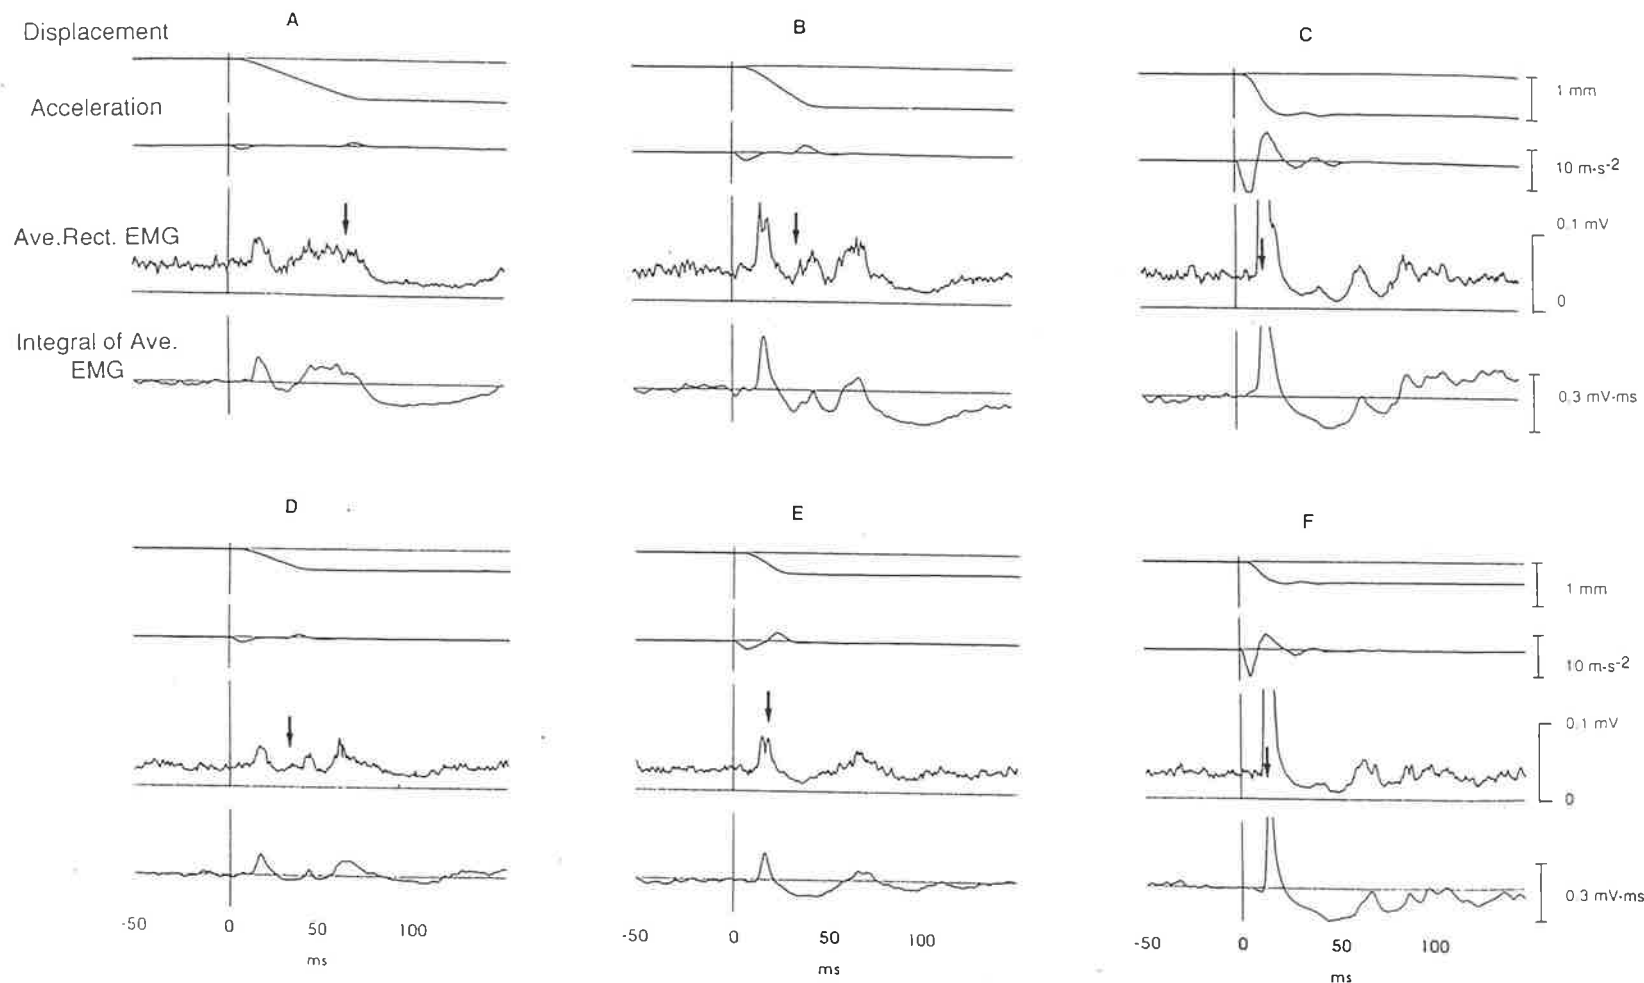 A
B
C
Displacement
1 mm
Acceleration
10 m·s-2
0.1 mV
Ave.Rect. EMG
0
Integral of Ave.
EMG
0.3 mV·ms
D
E
F
1 mm
10 m·s-2
0.1 mV
0
0.3 mV·ms
-50 0 50 100
ms
-50 0 50 100
ms
-50 0 50 100
ms